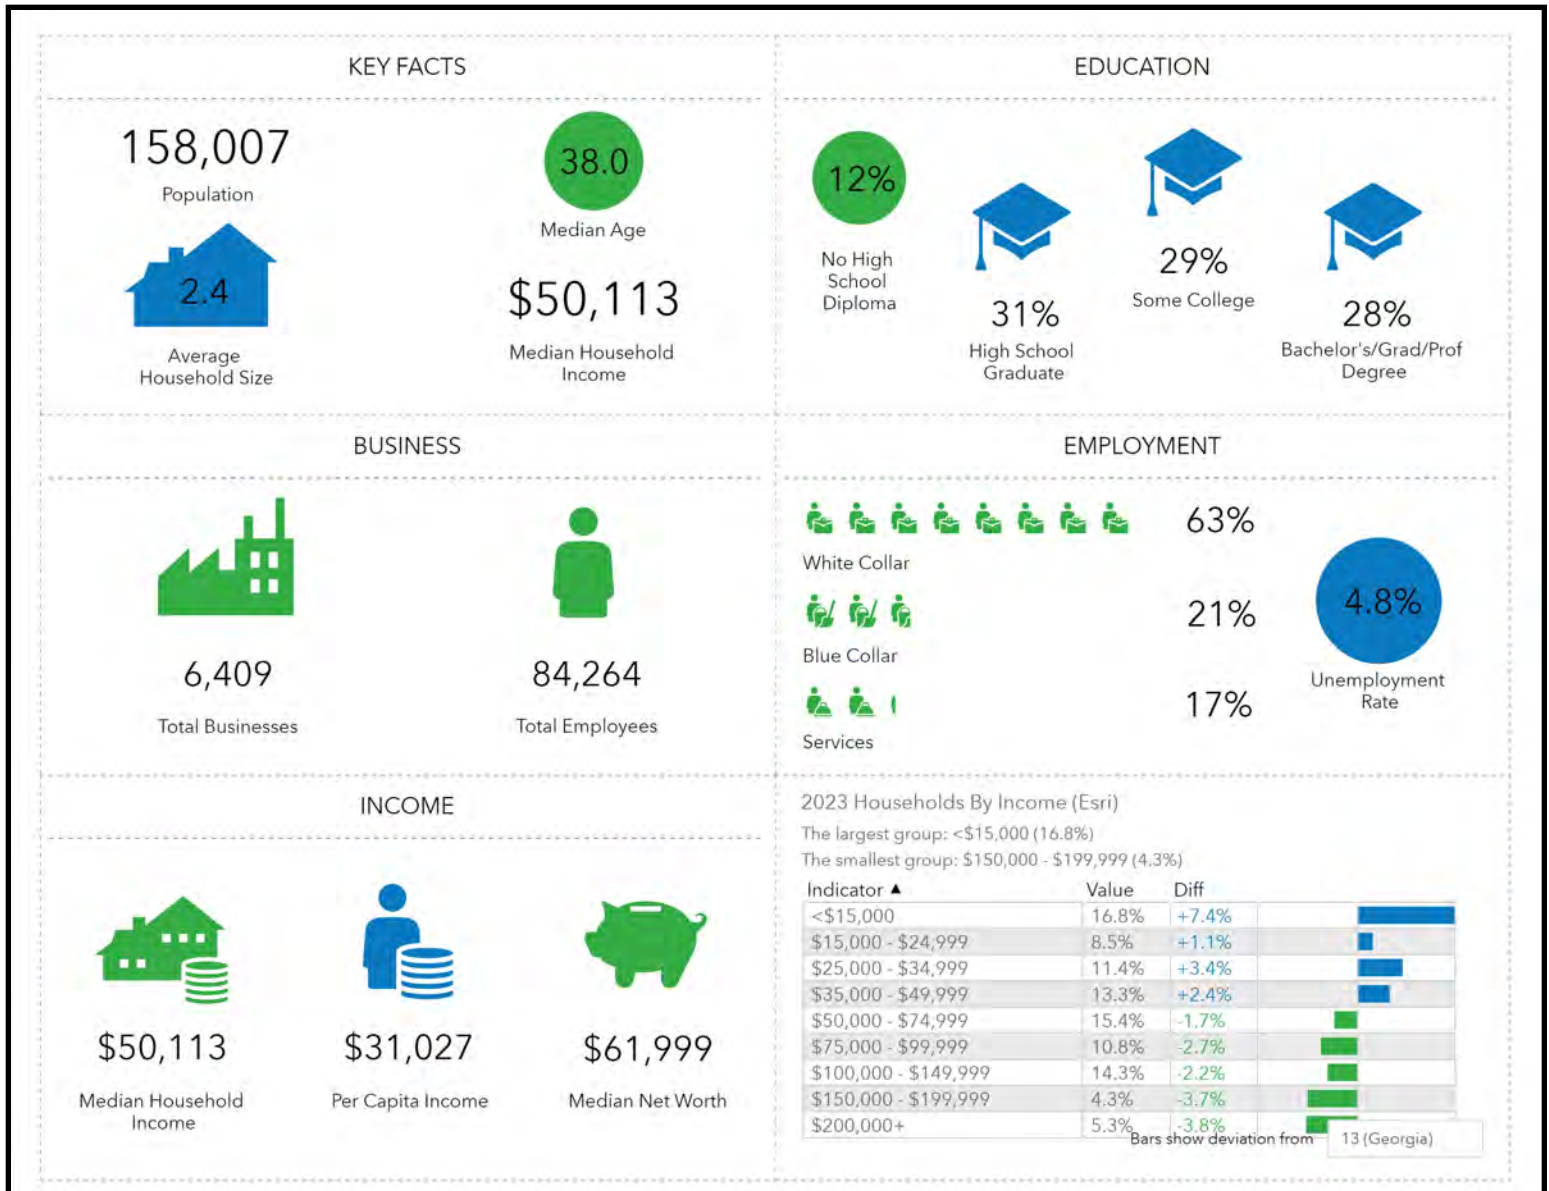 KEY FACTS
158,007
Population
38.0
Median Age
2.4
Average
Household Size
$50,113
Median Household
Income
EDUCATION
12%
No High
School
Diploma
31%
High School
Graduate
29%
Some College
28%
Bachelor's/Grad/Prof
Degree
BUSINESS
6,409
Total Businesses
84,264
Total Employees
EMPLOYMENT
63%
White Collar
21%
Blue Collar
17%
Services
4.8%
Unemployment
Rate
INCOME
$50,113
Median Household
Income
$31,027
Per Capita Income
$61,999
Median Net Worth
2023 Households By Income (Esri)
The largest group: <$15,000 (16.8%)
The smallest group: $150,000 - $199,999 (4.3%)
Indicator ▲ Value Diff
<$15,000 16.8% +7.4%
$15,000 - $24,999 8.5% +1.1%
$25,000 - $34,999 11.4% +3.4%
$35,000 - $49,999 13.3% +2.4%
$50,000 - $74,999 15.4% -1.7%
$75,000 - $99,999 10.8% -2.7%
$100,000 - $149,999 14.3% -2.2%
$150,000 - $199,999 4.3% -3.7%
$200,000+ 5.3% -3.8%
Bars show deviation from 13 (Georgia)